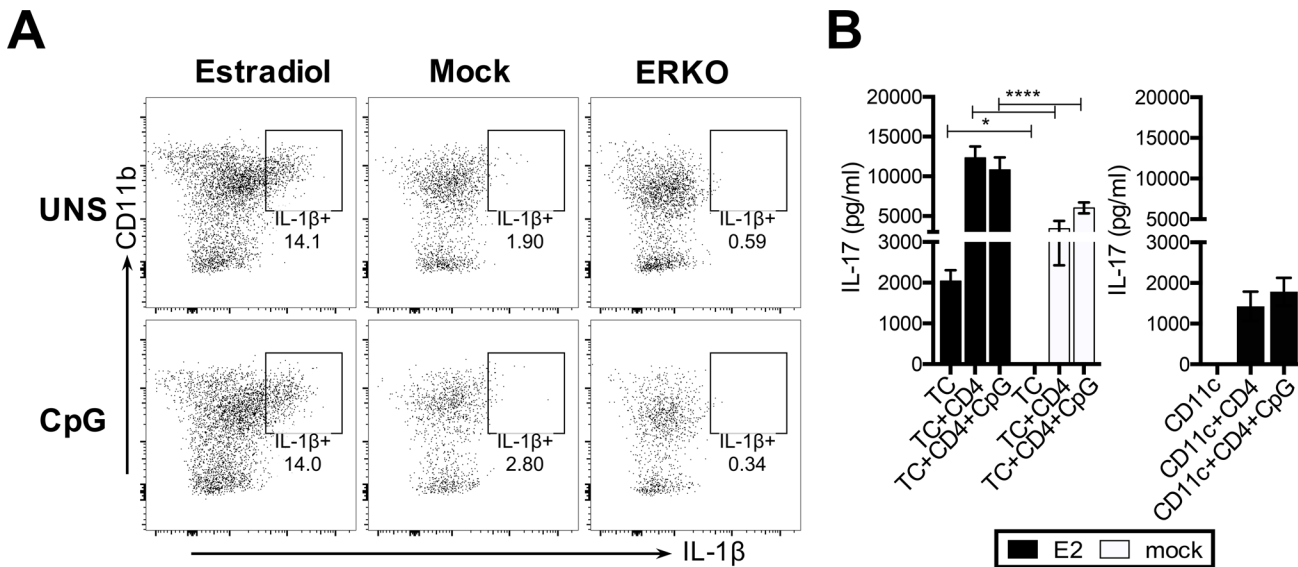 A
B
Estradiol
Mock
ERKO
UNS
CpG
CD11b
IL-1β+
14.1
IL-1β+
1.90
IL-1β+
0.59
IL-1β+
14.0
IL-1β+
2.80
IL-1β+
0.34
IL-1β
IL-17 (pg/ml)
20000
15000
10000
5000
3000
2000
1000
0
****
*
TC
TC+CD4
TC+CD4+CpG
TC
TC+CD4
TC+CD4+CpG
IL-17 (pg/ml)
20000
15000
10000
5000
3000
2000
1000
0
CD11c
CD11c+CD4
CD11c+CD4+CpG
E2 mock